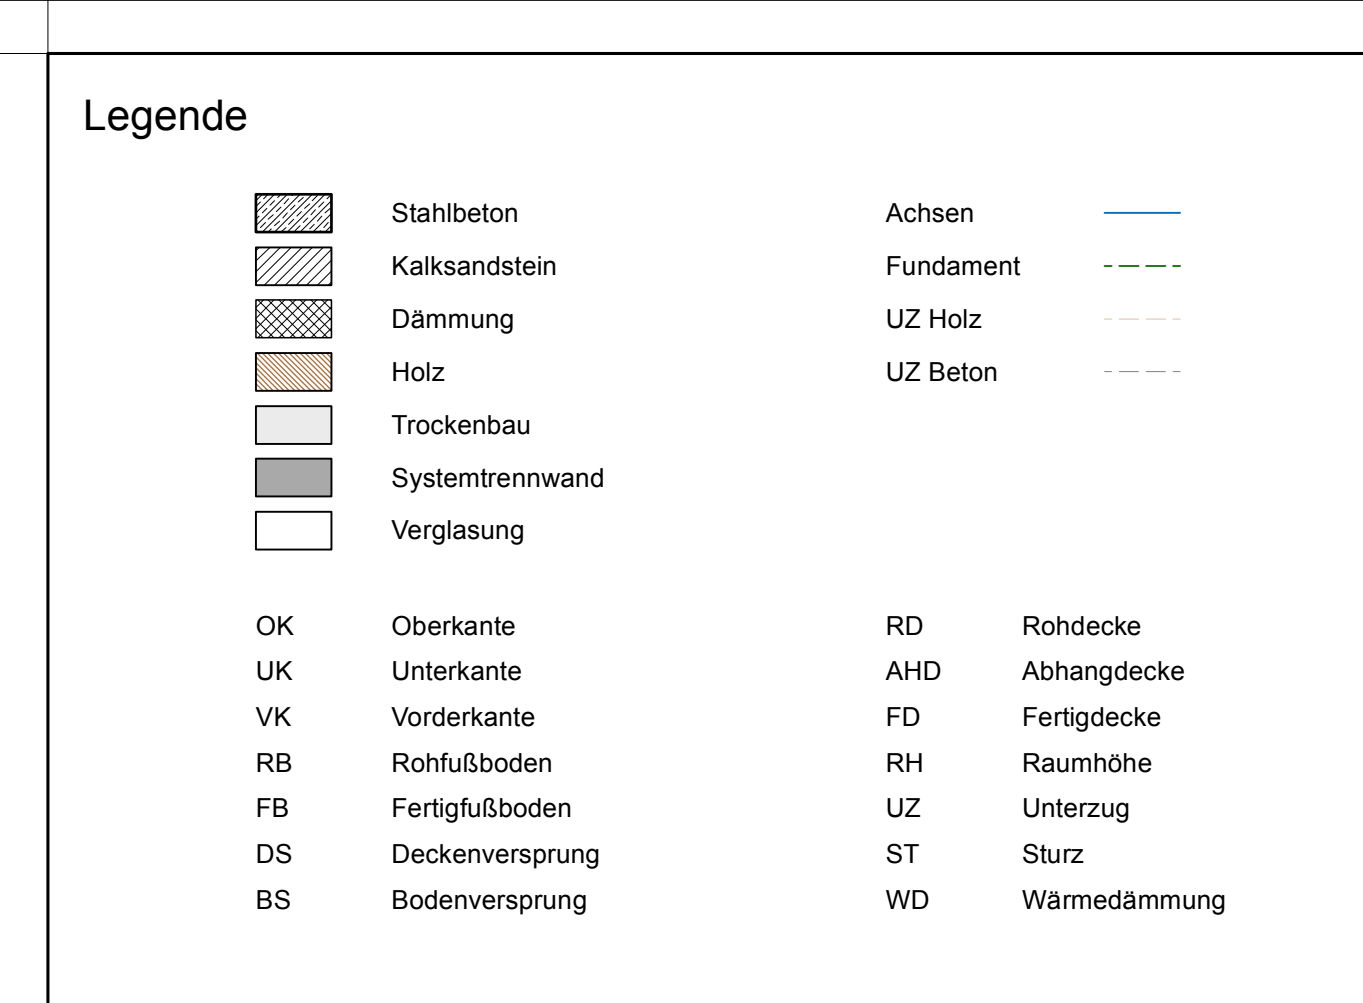 Legende
Stahlbeton
Kalksandstein
Dämmung
Holz
Trockenbau
Systemtrennwand
Verglasung
Achsen
Fundament
UZ Holz
UZ Beton
OK Oberkante
UK Unterkante
VK Vorderkante
RB Rohfußboden
FB Fertigfußboden
DS Deckenversprung
BS Bodenversprung
RD Rohdecke
AHD Abhangdecke
FD Fertigdecke
RH Raumhöhe
UZ Unterzug
ST Sturz
WD Wärmedämmung